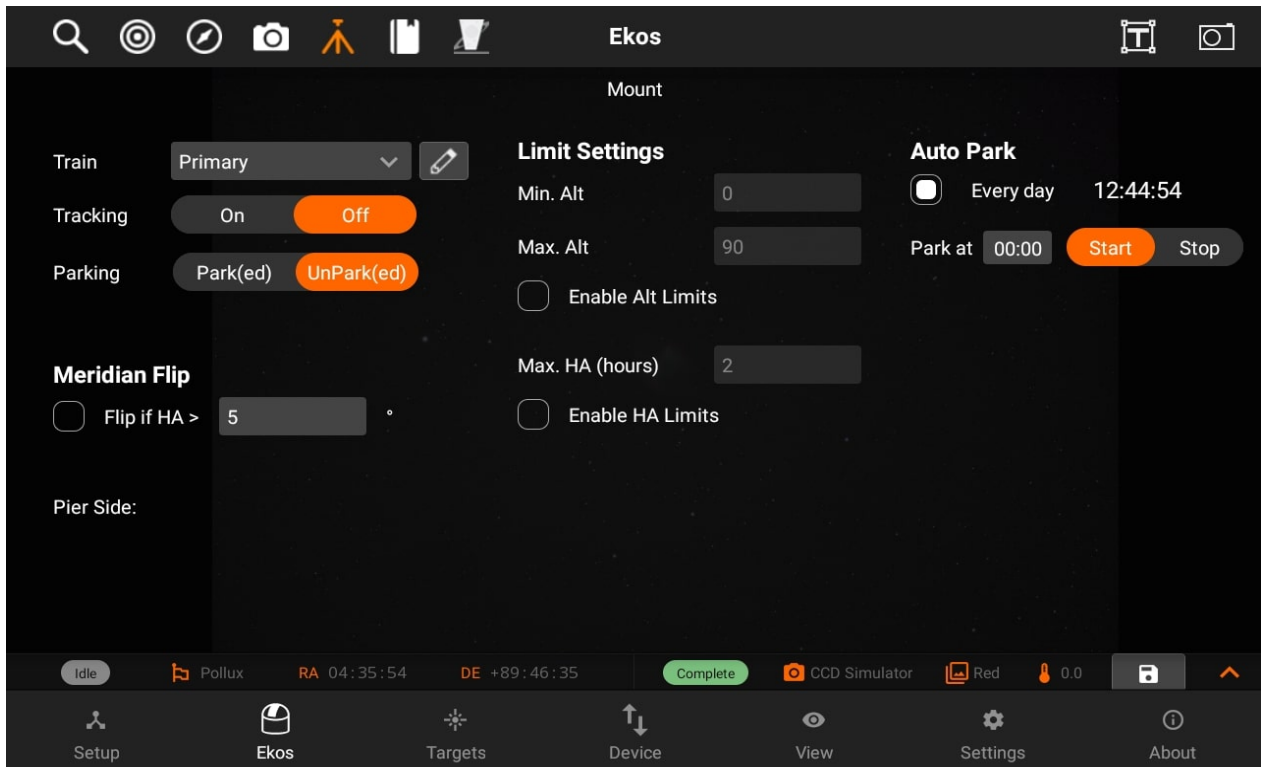 Ekos
Mount
Train Primary
Tracking On Off
Parking Park(ed) UnPark(ed)
Meridian Flip
Flip if HA > 5 °
Pier Side:
Limit Settings
Min. Alt 0
Max. Alt 90
Enable Alt Limits
Max. HA (hours) 2
Enable HA Limits
Auto Park
Every day 12:44:54
Park at 00:00 Start Stop
Idle Pollux RA 04:35:54 DE +89:46:35 Complete CCD Simulator Red 0.0
Setup Ekos Targets Device View Settings About